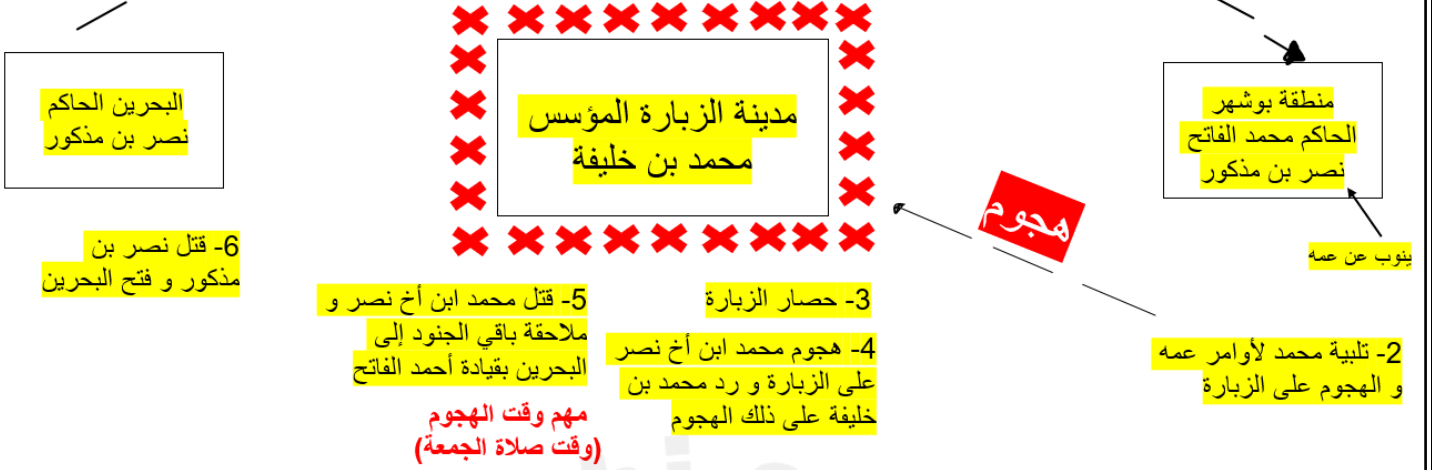 منطقة بوشهر
الحاكم محمد الفاتح
نصر بن مذكور
ينوب عن عمه
مدينة الزبارة المؤسس
محمد بن خليفة
البحرين الحاكم
نصر بن مذكور
هجوم
2- تلبية محمد لأوامر عمه
و الهجوم على الزبارة
3- حصار الزبارة
4- هجوم محمد ابن أخ نصر
على الزبارة و رد محمد بن
خليفة على ذلك الهجوم
5- قتل محمد ابن أخ نصر و
ملاحقة باقي الجنود إلى
البحرين بقيادة أحمد الفاتح
مهم وقت الهجوم
(وقت صلاة الجمعة)
6- قتل نصر بن
مذكور و فتح البحرين